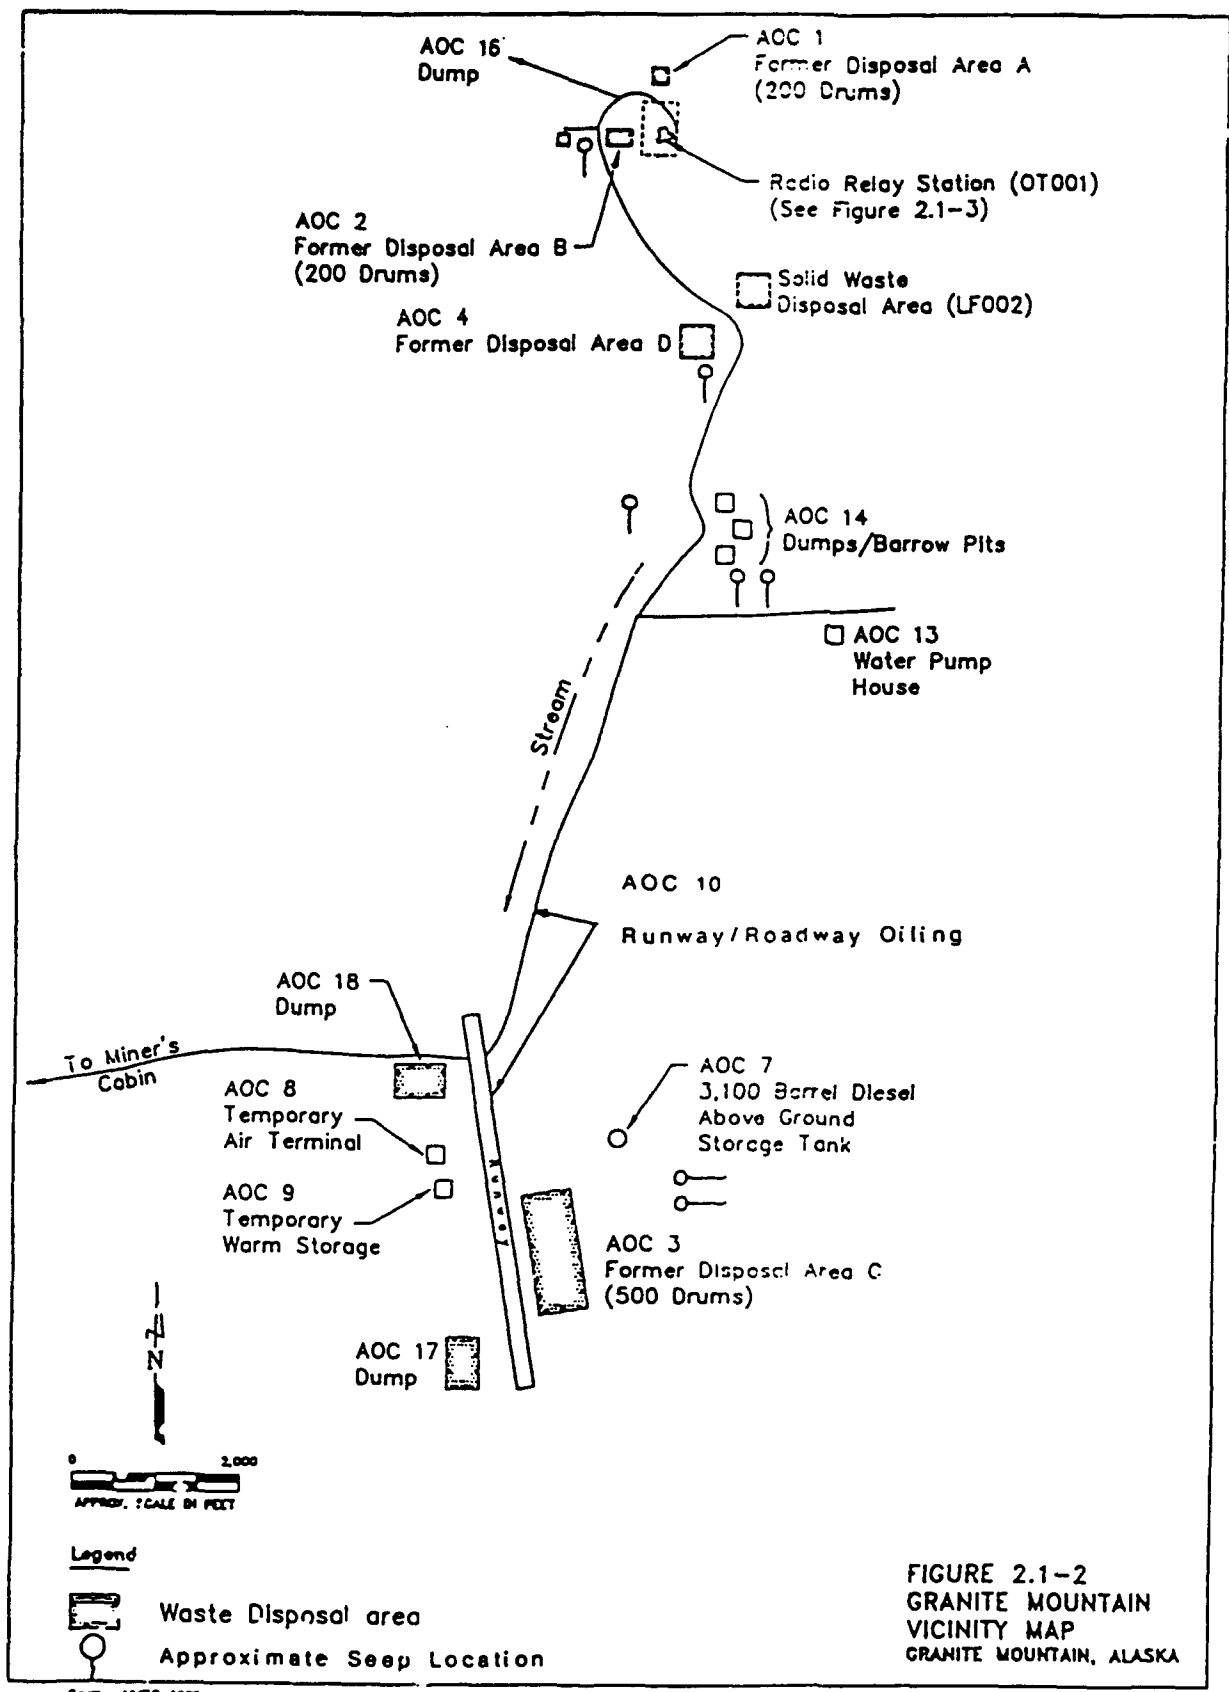 AOC 16
Dump
AOC 1
Former Disposal Area A
(200 Drums)
Radio Relay Station (OT001)
(See Figure 2.1-3)
AOC 2
Former Disposal Area B
(200 Drums)
Solid Waste
Disposal Area (LF002)
AOC 4
Former Disposal Area D
AOC 14
Dumps/Barrow Pits
AOC 13
Water Pump
House
Stream
AOC 10
Runway/Roadway Oiling
AOC 18
Dump
To Miner's
Cabin
AOC 7
3,100 Barrel Diesel
Above Ground
Storage Tank
AOC 8
Temporary
Air Terminal
AOC 9
Temporary
Warm Storage
Runway
AOC 3
Former Disposal Area C
(500 Drums)
AOC 17
Dump
N
0 2,000
APPROX. SCALE IN FEET
Legend
Waste Disposal area
Approximate Seep Location
FIGURE 2.1-2
GRANITE MOUNTAIN
VICINITY MAP
GRANITE MOUNTAIN, ALASKA